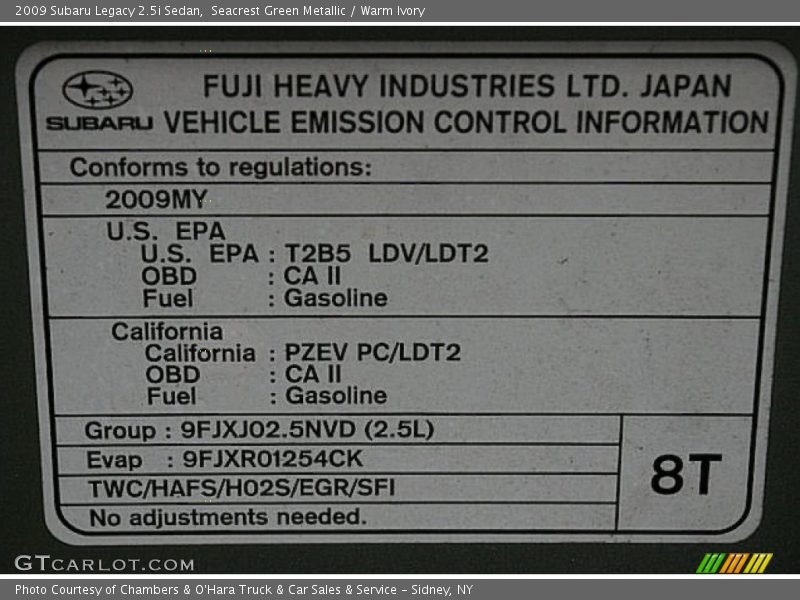 2009 Subaru Legacy 2.5i Sedan,  Seacrest Green Metallic / Warm Ivory
FUJI HEAVY INDUSTRIES LTD. JAPAN
SUBARU VEHICLE EMISSION CONTROL INFORMATION
Conforms to regulations:
2009MY
U.S. EPA
U.S. EPA : T2B5 LDV/LDT2
OBD : CA II
Fuel : Gasoline
California
California : PZEV PC/LDT2
OBD : CA II
Fuel : Gasoline
Group : 9FJXJ02.5NVD (2.5L)
Evap : 9FJXR01254CK
TWC/HAFS/HO2S/EGR/SFI
No adjustments needed.
8T
GTCARLOT.COM
Photo Courtesy of Chambers & O'Hara Truck & Car Sales & Service - Sidney, NY